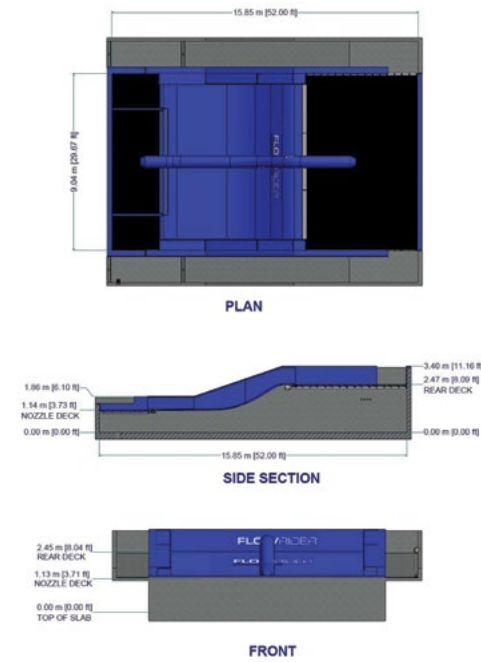 15.85 m [52.00 ft]
9.04 m [29.67 ft]
FLOWRIDER
PLAN
3.40 m [11.16 ft]
1.86 m [6.10 ft]
2.47 m [8.09 ft]
REAR DECK
1.14 m [3.73 ft]
NOZZLE DECK
0.00 m [0.00 ft]
0.00 m [0.00 ft]
15.85 m [52.00 ft]
SIDE SECTION
FLOWRIDER
2.45 m [8.04 ft]
REAR DECK
FLOWRIDER
1.13 m [3.71 ft]
NOZZLE DECK
0.00 m [0.00 ft]
TOP OF SLAB
FRONT